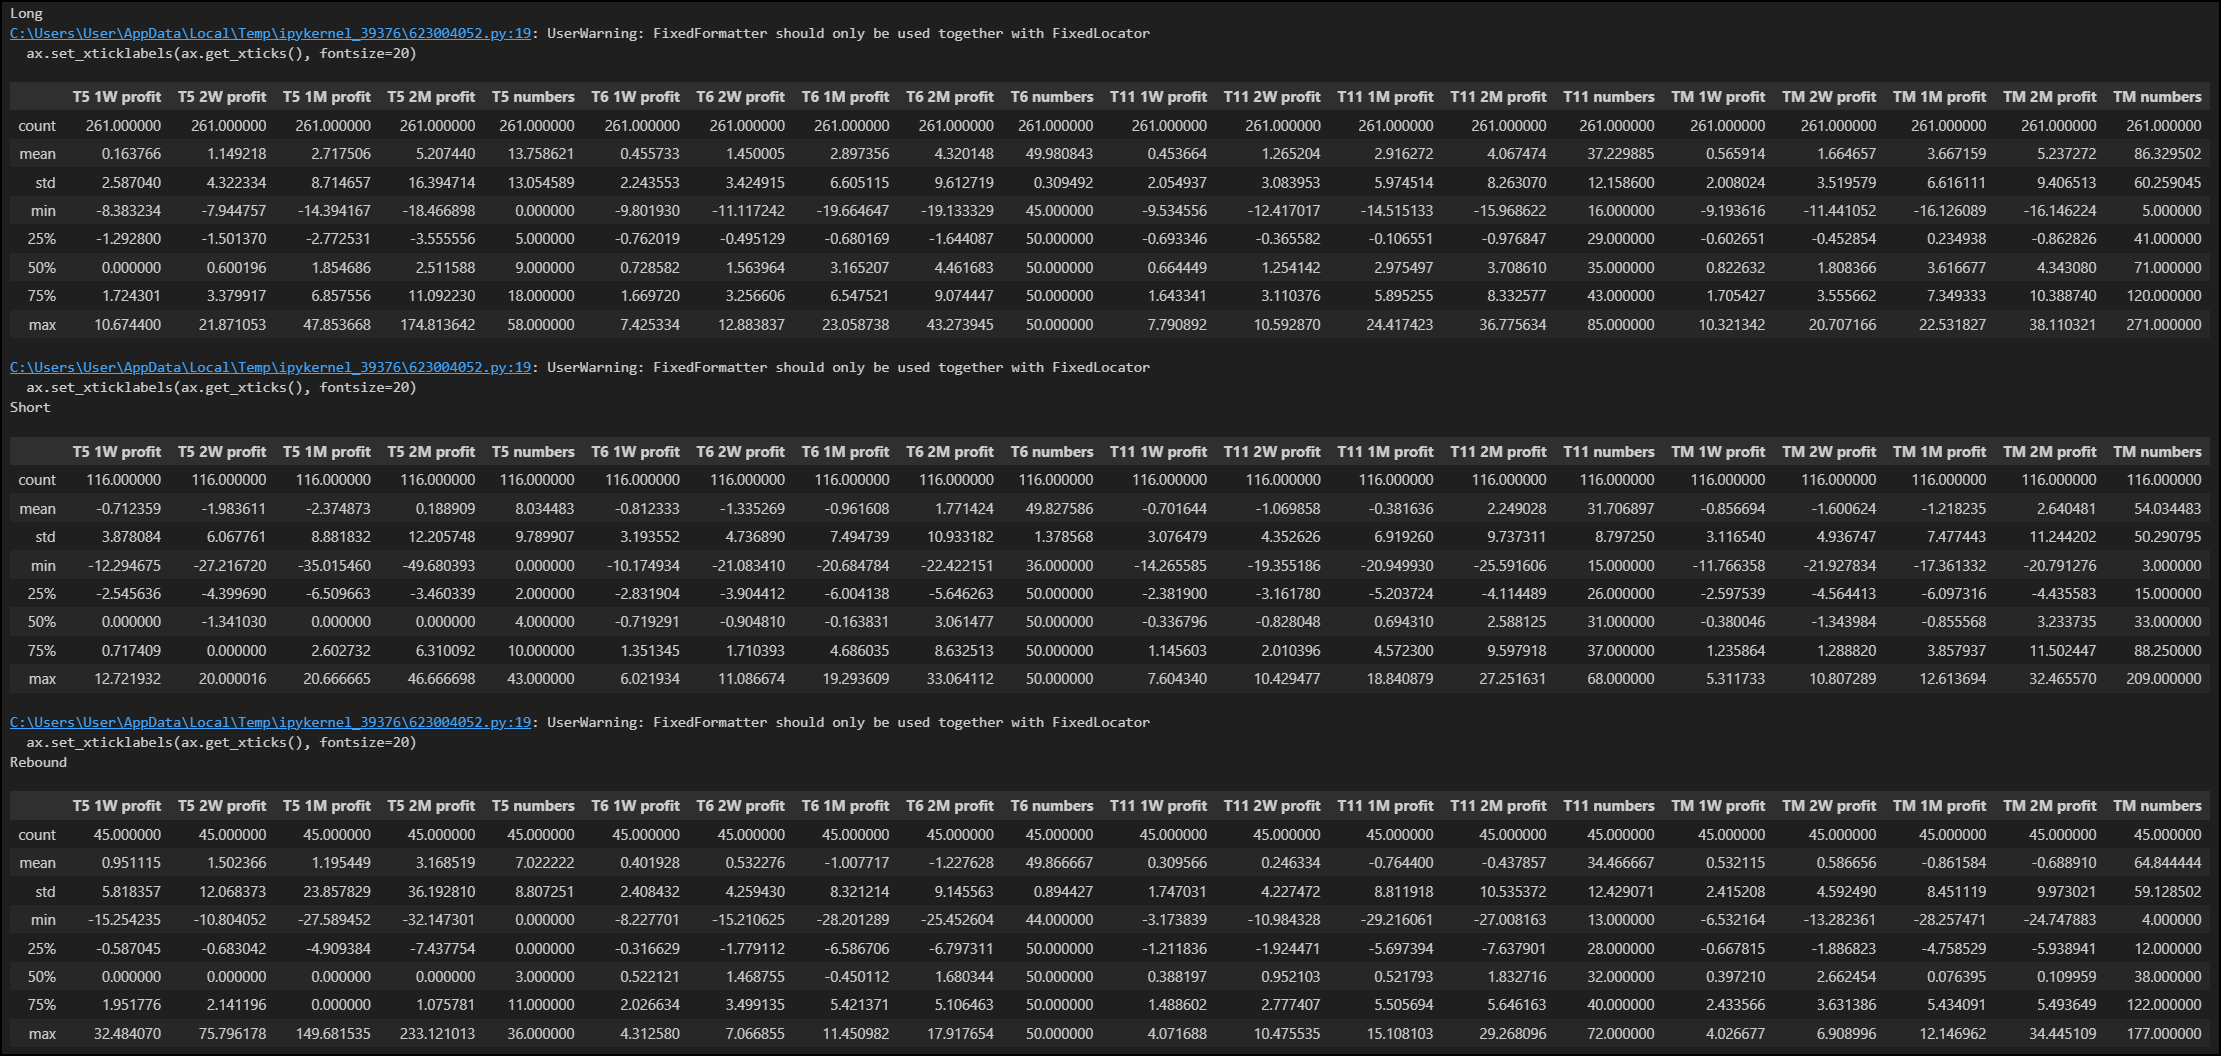 Long
C:\Users\User\AppData\Local\Temp\ipykernel_39376\623004052.py:19: UserWarning: FixedFormatter should only be used together with FixedLocator
ax.set_xticklabels(ax.get_xticks(), fontsize=20)
T5 1W profit T5 2W profit T5 1M profit T5 2M profit T5 numbers T6 1W profit T6 2W profit T6 1M profit T6 2M profit T6 numbers T11 1W profit T11 2W profit T11 1M profit T11 2M profit T11 numbers TM 1W profit TM 2W profit TM 1M profit TM 2M profit TM numbers
count 261.000000 261.000000 261.000000 261.000000 261.000000 261.000000 261.000000 261.000000 261.000000 261.000000 261.000000 261.000000 261.000000 261.000000 261.000000 261.000000 261.000000 261.000000 261.000000 261.000000
mean 0.163766 1.149218 2.717506 5.207440 13.758621 0.455733 1.450005 2.897356 4.320148 49.980843 0.453664 1.265204 2.916272 4.067474 37.229885 0.565914 1.664657 3.667159 5.237272 86.329502
std 2.587040 4.322334 8.714657 16.394714 13.054589 2.243553 3.424915 6.605115 9.612719 0.309492 2.054937 3.083953 5.974514 8.263070 12.158600 2.008024 3.519579 6.616111 9.406513 60.259045
min -8.383234 -7.944757 -14.394167 -18.466898 0.000000 -9.801930 -11.117242 -19.664647 -19.133329 45.000000 -9.534556 -12.417017 -14.515133 -15.968622 16.000000 -9.193616 -11.441052 -16.126089 -16.146224 5.000000
25% -1.292800 -1.501370 -2.772531 -3.555556 5.000000 -0.762019 -0.495129 -0.680169 -1.644087 50.000000 -0.693346 -0.365582 -0.106551 -0.976847 29.000000 -0.602651 -0.452854 0.234938 -0.862826 41.000000
50% 0.000000 0.600196 1.854686 2.511588 9.000000 0.728582 1.563964 3.165207 4.461683 50.000000 0.664449 1.254142 2.975497 3.708610 35.000000 0.822632 1.808366 3.616677 4.343080 71.000000
75% 1.724301 3.379917 6.857556 11.092230 18.000000 1.669720 3.256606 6.547521 9.074447 50.000000 1.643341 3.110376 5.895255 8.332577 43.000000 1.705427 3.555662 7.349333 10.388740 120.000000
max 10.674400 21.871053 47.853668 174.813642 58.000000 7.425334 12.883837 23.058738 43.273945 50.000000 7.790892 10.592870 24.417423 36.775634 85.000000 10.321342 20.707166 22.531827 38.110321 271.000000
C:\Users\User\AppData\Local\Temp\ipykernel_39376\623004052.py:19: UserWarning: FixedFormatter should only be used together with FixedLocator
ax.set_xticklabels(ax.get_xticks(), fontsize=20)
Short
T5 1W profit T5 2W profit T5 1M profit T5 2M profit T5 numbers T6 1W profit T6 2W profit T6 1M profit T6 2M profit T6 numbers T11 1W profit T11 2W profit T11 1M profit T11 2M profit T11 numbers TM 1W profit TM 2W profit TM 1M profit TM 2M profit TM numbers
count 116.000000 116.000000 116.000000 116.000000 116.000000 116.000000 116.000000 116.000000 116.000000 116.000000 116.000000 116.000000 116.000000 116.000000 116.000000 116.000000 116.000000 116.000000 116.000000 116.000000
mean -0.712359 -1.983611 -2.374873 0.188909 8.034483 -0.812333 -1.335269 -0.961608 1.771424 49.827586 -0.701644 -1.069858 -0.381636 2.249028 31.706897 -0.856694 -1.600624 -1.218235 2.640481 54.034483
std 3.878084 6.067761 8.881832 12.205748 9.789907 3.193552 4.736890 7.494739 10.933182 1.378568 3.076479 4.352626 6.919260 9.737311 8.797250 3.116540 4.936747 7.477443 11.244202 50.290795
min -12.294675 -27.216720 -35.015460 -49.680393 0.000000 -10.174934 -21.083410 -20.684784 -22.422151 36.000000 -14.265585 -19.355186 -20.949930 -25.591606 15.000000 -11.766358 -21.927834 -17.361332 -20.791276 3.000000
25% -2.545636 -4.399690 -6.509663 -3.460339 2.000000 -2.831904 -3.904412 -6.004138 -5.646263 50.000000 -2.381900 -3.161780 -5.203724 -4.114489 26.000000 -2.597539 -4.564413 -6.097316 -4.435583 15.000000
50% 0.000000 -1.341030 0.000000 0.000000 4.000000 -0.719291 -0.904810 -0.163831 3.061477 50.000000 -0.336796 -0.828048 0.694310 2.588125 31.000000 -0.380046 -1.343984 -0.855568 3.233735 33.000000
75% 0.717409 0.000000 2.602732 6.310092 10.000000 1.351345 1.710393 4.686035 8.632513 50.000000 1.145603 2.010396 4.572300 9.597918 37.000000 1.235864 1.288820 3.857937 11.502447 88.250000
max 12.721932 20.000016 20.666665 46.666698 43.000000 6.021934 11.086674 19.293609 33.064112 50.000000 7.604340 10.429477 18.840879 27.251631 68.000000 5.311733 10.807289 12.613694 32.465570 209.000000
C:\Users\User\AppData\Local\Temp\ipykernel_39376\623004052.py:19: UserWarning: FixedFormatter should only be used together with FixedLocator
ax.set_xticklabels(ax.get_xticks(), fontsize=20)
Rebound
T5 1W profit T5 2W profit T5 1M profit T5 2M profit T5 numbers T6 1W profit T6 2W profit T6 1M profit T6 2M profit T6 numbers T11 1W profit T11 2W profit T11 1M profit T11 2M profit T11 numbers TM 1W profit TM 2W profit TM 1M profit TM 2M profit TM numbers
count 45.000000 45.000000 45.000000 45.000000 45.000000 45.000000 45.000000 45.000000 45.000000 45.000000 45.000000 45.000000 45.000000 45.000000 45.000000 45.000000 45.000000 45.000000 45.000000 45.000000
mean 0.951115 1.502366 1.195449 3.168519 7.022222 0.401928 0.532276 -1.007717 -1.227628 49.866667 0.309566 0.246334 -0.764400 -0.437857 34.466667 0.532115 0.586656 -0.861584 -0.688910 64.844444
std 5.818357 12.068373 23.857829 36.192810 8.807251 2.408432 4.259430 8.321214 9.145563 0.894427 1.747031 4.227472 8.811918 10.535372 12.429071 2.415208 4.592490 8.451119 9.973021 59.128502
min -15.254235 -10.804052 -27.589452 -32.147301 0.000000 -8.227701 -15.210625 -28.201289 -25.452604 44.000000 -3.173839 -10.984328 -29.216061 -27.008163 13.000000 -6.532164 -13.282361 -28.257471 -24.747883 4.000000
25% -0.587045 -0.683042 -4.909384 -7.437754 0.000000 -0.316629 -1.779112 -6.586706 -6.797311 50.000000 -1.211836 -1.924471 -5.697394 -7.637901 28.000000 -0.667815 -1.886823 -4.758529 -5.938941 12.000000
50% 0.000000 0.000000 0.000000 0.000000 3.000000 0.522121 1.468755 -0.450112 1.680344 50.000000 0.388197 0.952103 0.521793 1.832716 32.000000 0.397210 2.662454 0.076395 0.109959 38.000000
75% 1.951776 2.141196 0.000000 1.075781 11.000000 2.026634 3.499135 5.421371 5.106463 50.000000 1.488602 2.777407 5.505694 5.646163 40.000000 2.433566 3.631386 5.434091 5.493649 122.000000
max 32.484070 75.796178 149.681535 233.121013 36.000000 4.312580 7.066855 11.450982 17.917654 50.000000 4.071688 10.475535 15.108103 29.268096 72.000000 4.026677 6.908996 12.146962 34.445109 177.000000